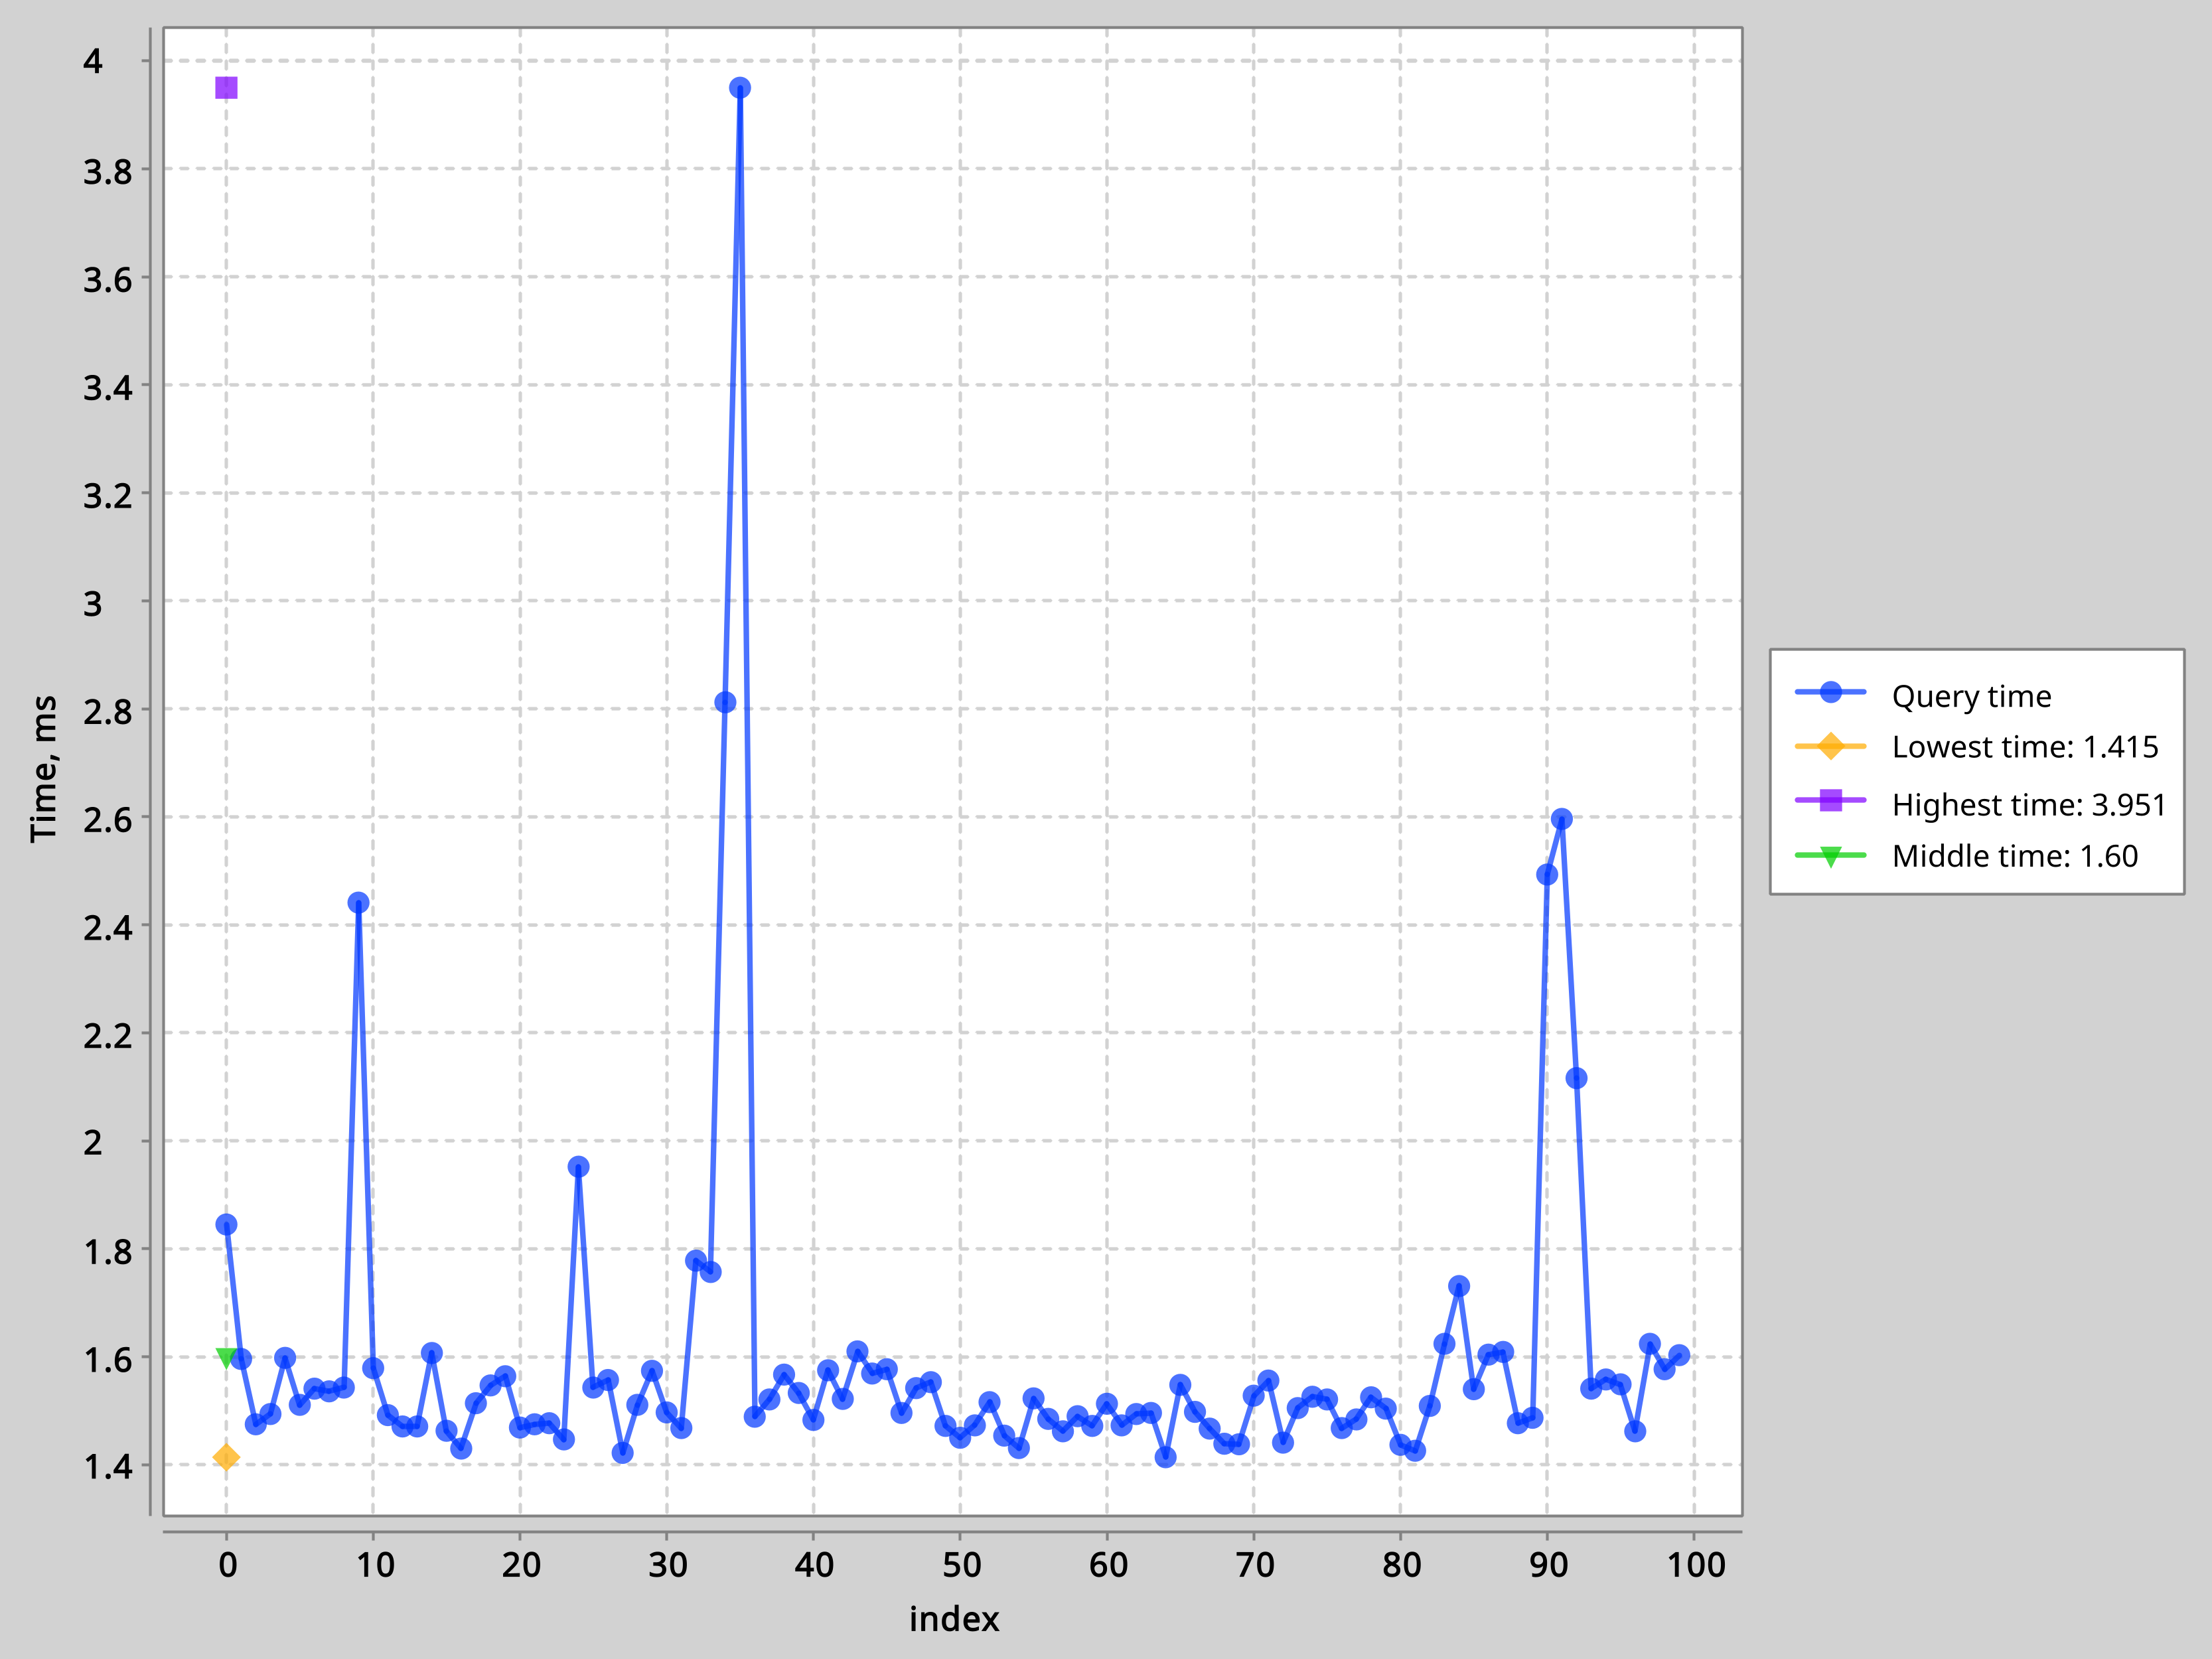 4
3.8
3.6
3.4
3.2
3
2.8
2.6
2.4
2.2
2
1.8
1.6
1.4
Time, ms
0 10 20 30 40 50 60 70 80 90 100
index
Query time
Lowest time: 1.415
Highest time: 3.951
Middle time: 1.60